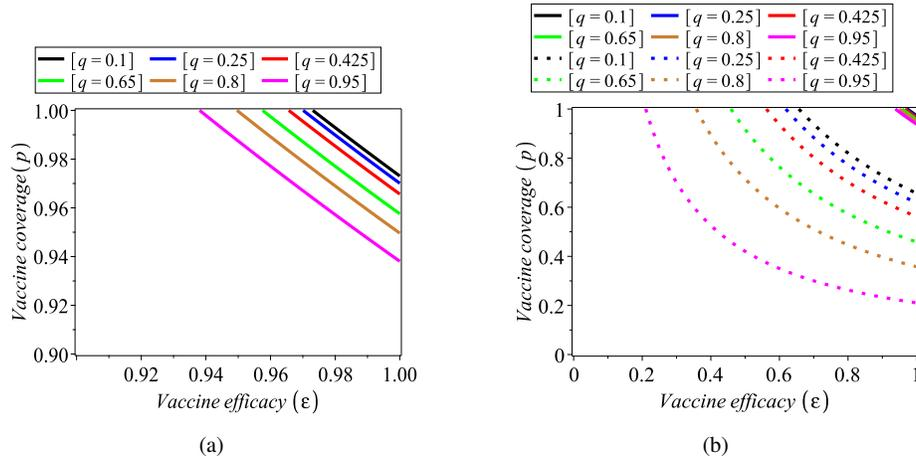 [q = 0.1] [q = 0.25] [q = 0.425]
[q = 0.65] [q = 0.8] [q = 0.95]
1.00
0.98
0.96
0.94
0.92
0.90
Vaccine coverage (p)
0.92 0.94 0.96 0.98 1.00
Vaccine efficacy (ε)
(a)
[q = 0.1] [q = 0.25] [q = 0.425]
[q = 0.65] [q = 0.8] [q = 0.95]
[q = 0.1] [q = 0.25] [q = 0.425]
[q = 0.65] [q = 0.8] [q = 0.95]
1
0.8
0.6
0.4
0.2
0
Vaccine coverage (p)
0 0.2 0.4 0.6 0.8 1
Vaccine efficacy (ε)
(b)